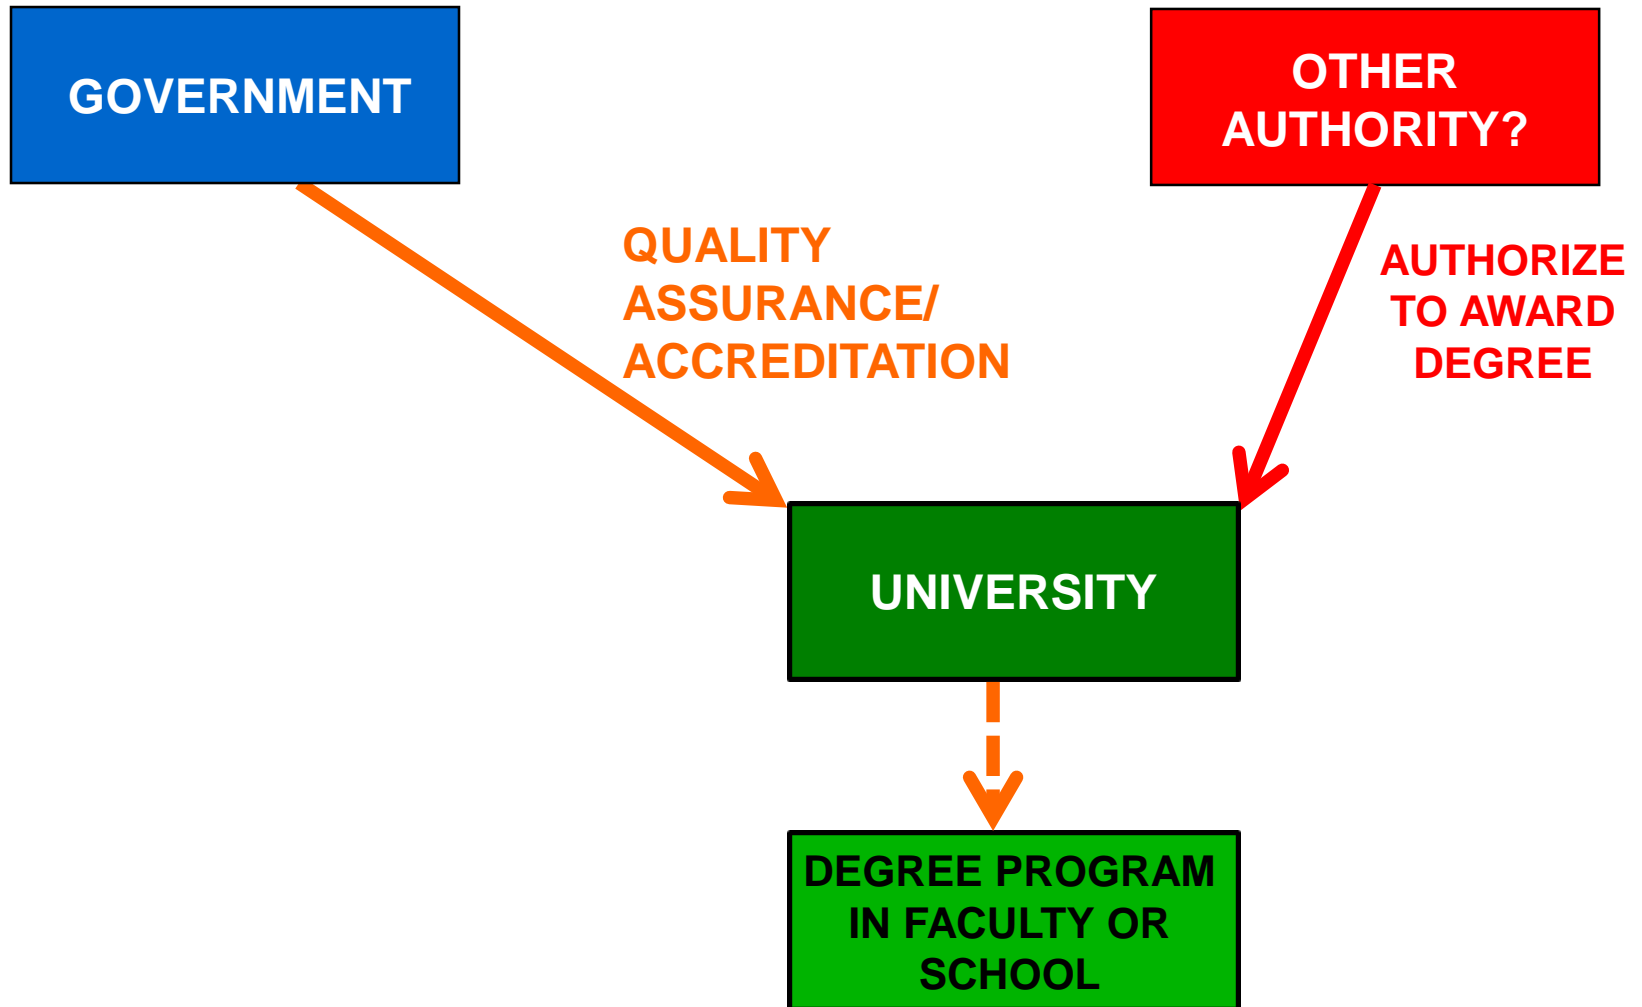 GOVERNMENT
OTHER
AUTHORITY?
QUALITY
ASSURANCE/
ACCREDITATION
AUTHORIZE
TO AWARD
DEGREE
UNIVERSITY
DEGREE PROGRAM
IN FACULTY OR
SCHOOL